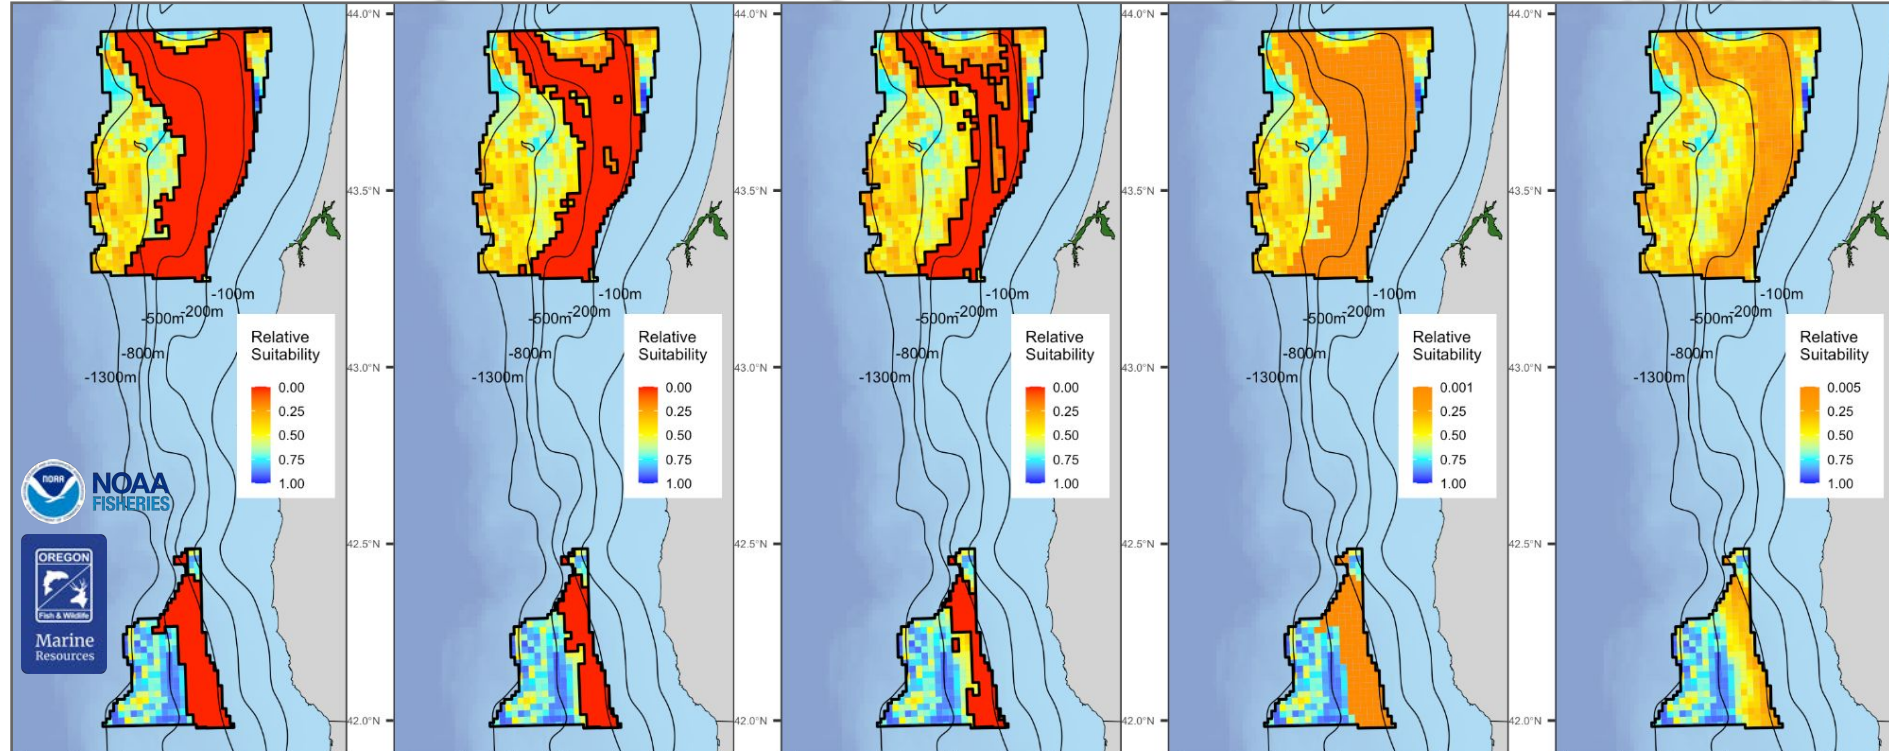 44.0°N
43.5°N
43.0°N
42.5°N
42.0°N
-100m
-200m
-500m
-800m
-1300m
Relative
Suitability
0.00
0.25
0.50
0.75
1.00
NOAA
NOAA
FISHERIES
OREGON
Fish & Wildlife
Marine
Resources
44.0°N
43.5°N
43.0°N
42.5°N
42.0°N
-100m
-200m
-500m
-800m
-1300m
Relative
Suitability
0.00
0.25
0.50
0.75
1.00
44.0°N
43.5°N
43.0°N
42.5°N
42.0°N
-100m
-200m
-500m
-800m
-1300m
Relative
Suitability
0.00
0.25
0.50
0.75
1.00
44.0°N
43.5°N
43.0°N
42.5°N
42.0°N
-100m
-200m
-500m
-800m
-1300m
Relative
Suitability
0.001
0.25
0.50
0.75
1.00
-100m
-200m
-500m
-800m
-1300m
Relative
Suitability
0.005
0.25
0.50
0.75
1.00